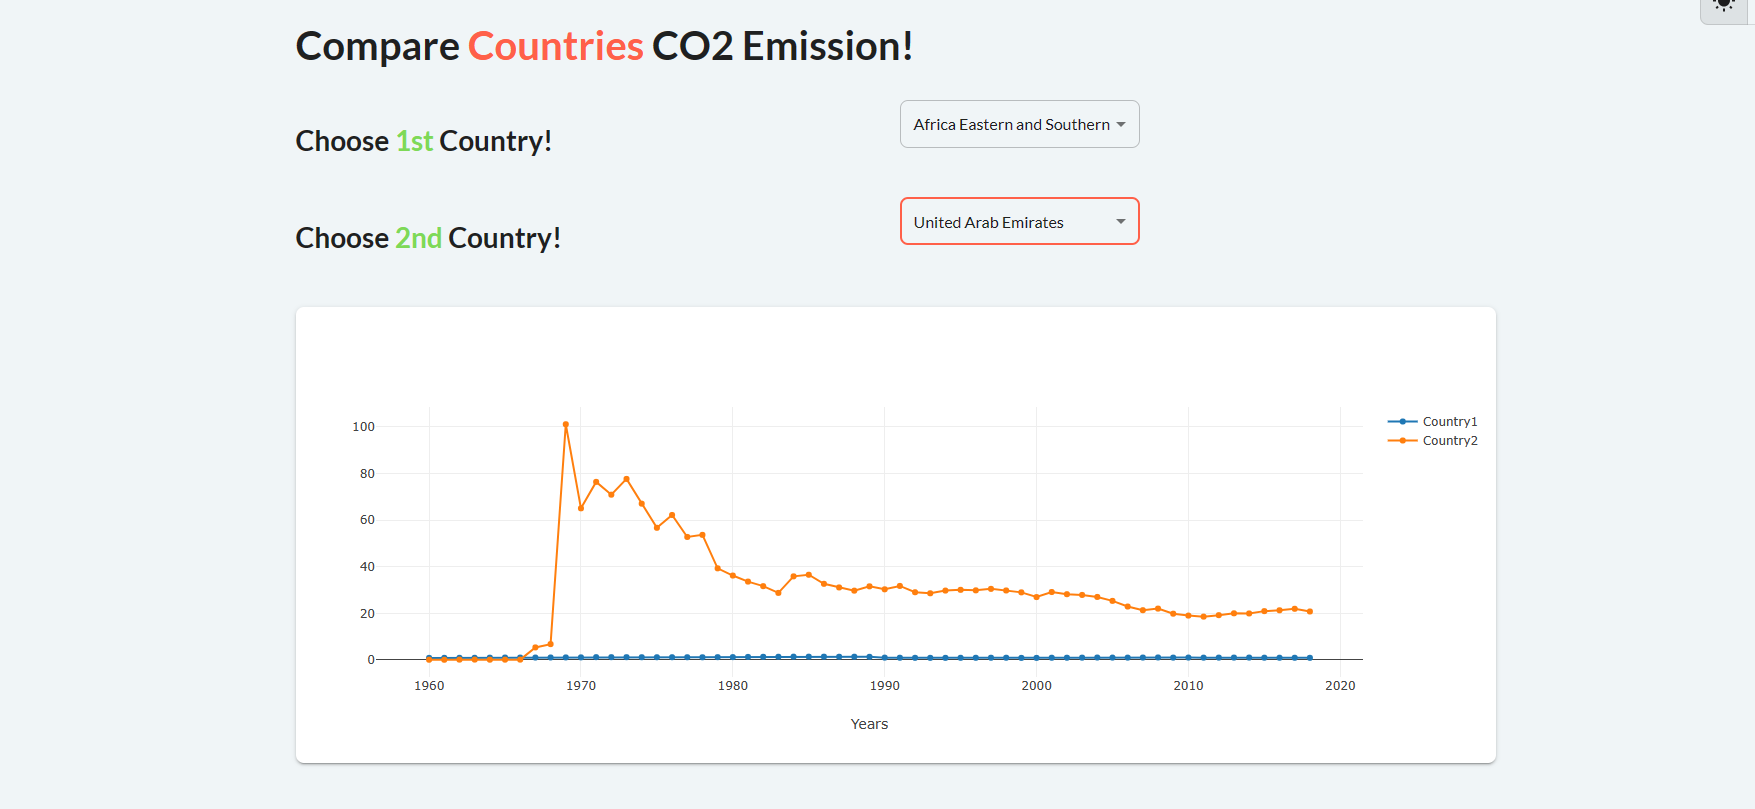 Compare Countries CO2 Emission!
Choose 1st Country!
Africa Eastern and Southern
Choose 2nd Country!
United Arab Emirates
100
80
60
40
20
0
1960 1970 1980 1990 2000 2010 2020
Years
Country1
Country2